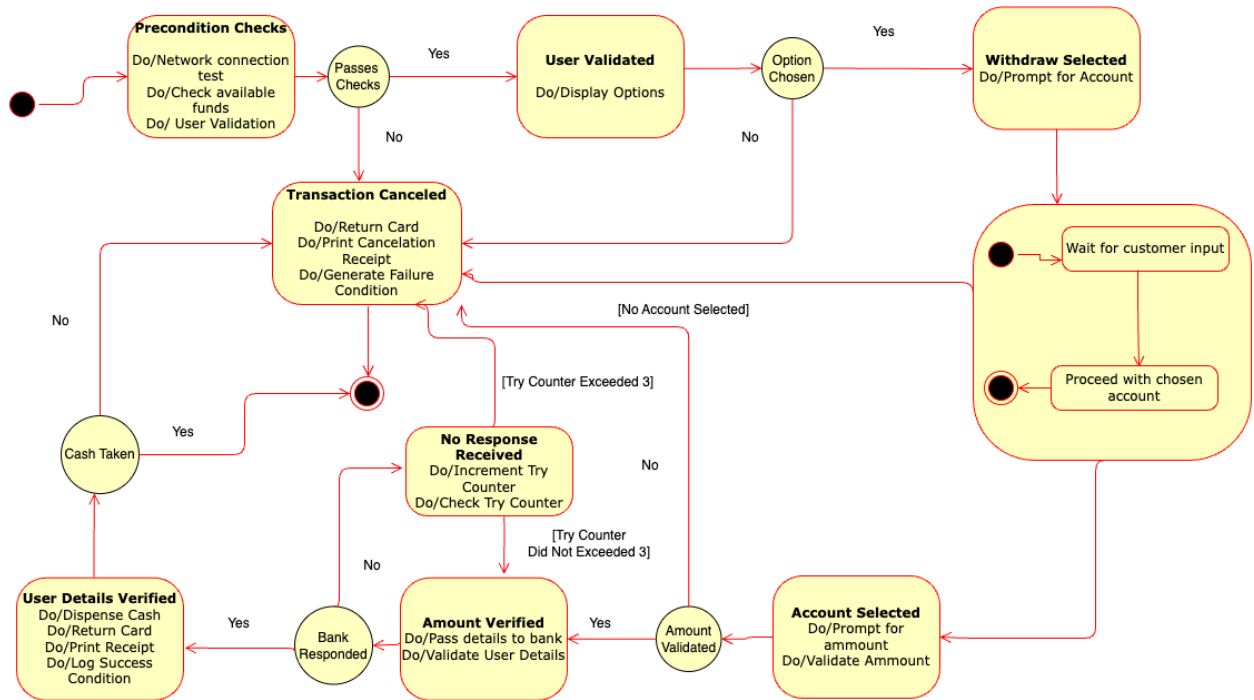 Precondition Checks
Do/Network connection
test
Do/Check available
funds
Do/ User Validation
Passes
Checks
Yes
User Validated
Do/Display Options
Option
Chosen
Yes
Withdraw Selected
Do/Prompt for Account
No
No
Transaction Canceled
Do/Return Card
Do/Print Cancelation
Receipt
Do/Generate Failure
Condition
Wait for customer input
[No Account Selected]
No
[Try Counter Exceeded 3]
Proceed with chosen
account
Yes
Cash Taken
No Response
Received
Do/Increment Try
Counter
Do/Check Try Counter
No
[Try Counter
Did Not Exceeded 3]
No
User Details Verified
Do/Dispense Cash
Do/Return Card
Do/Print Receipt
Do/Log Success
Condition
Yes
Bank
Responded
Amount Verified
Do/Pass details to bank
Do/Validate User Details
Yes
Amount
Validated
Account Selected
Do/Prompt for
ammount
Do/Validate Ammount